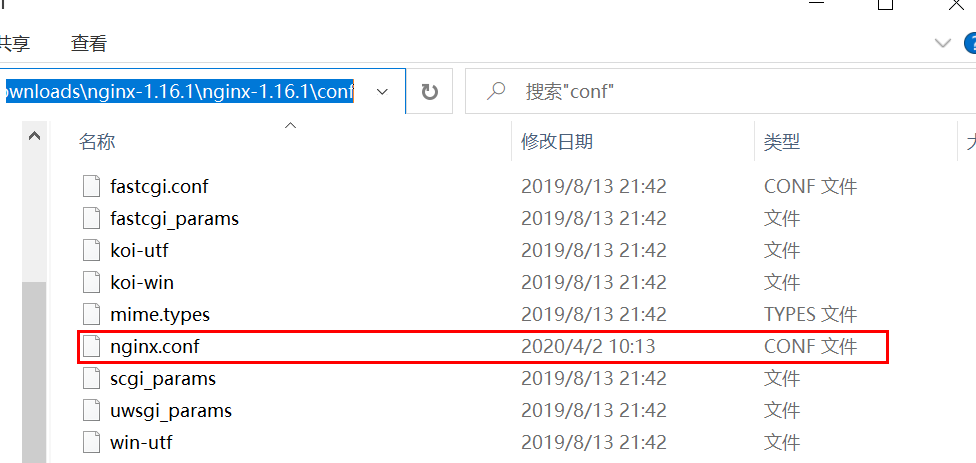 共享 查看
ownloads\nginx-1.16.1\nginx-1.16.1\conf 搜索"conf"
名称 修改日期 类型
fastcgi.conf 2019/8/13 21:42 CONF 文件
fastcgi_params 2019/8/13 21:42 文件
koi-utf 2019/8/13 21:42 文件
koi-win 2019/8/13 21:42 文件
mime.types 2019/8/13 21:42 TYPES 文件
nginx.conf 2020/4/2 10:13 CONF 文件
scgi_params 2019/8/13 21:42 文件
uwsgi_params 2019/8/13 21:42 文件
win-utf 2019/8/13 21:42 文件